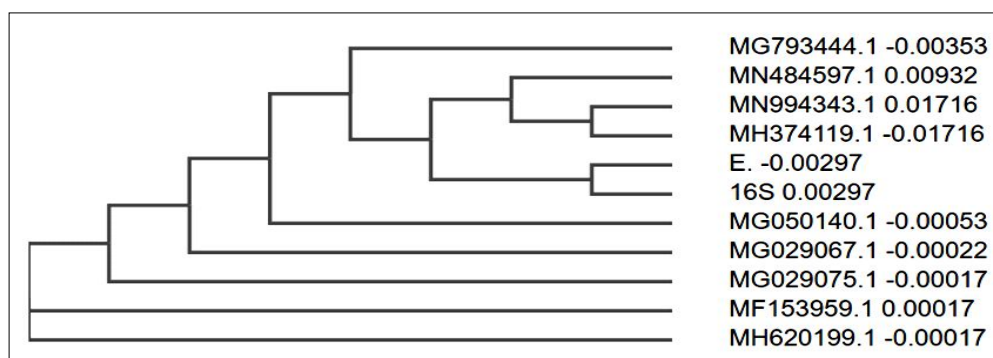 MG793444.1 -0.00353
MN484597.1 0.00932
MN994343.1 0.01716
MH374119.1 -0.01716
E. -0.00297
16S 0.00297
MG050140.1 -0.00053
MG029067.1 -0.00022
MG029075.1 -0.00017
MF153959.1 0.00017
MH620199.1 -0.00017